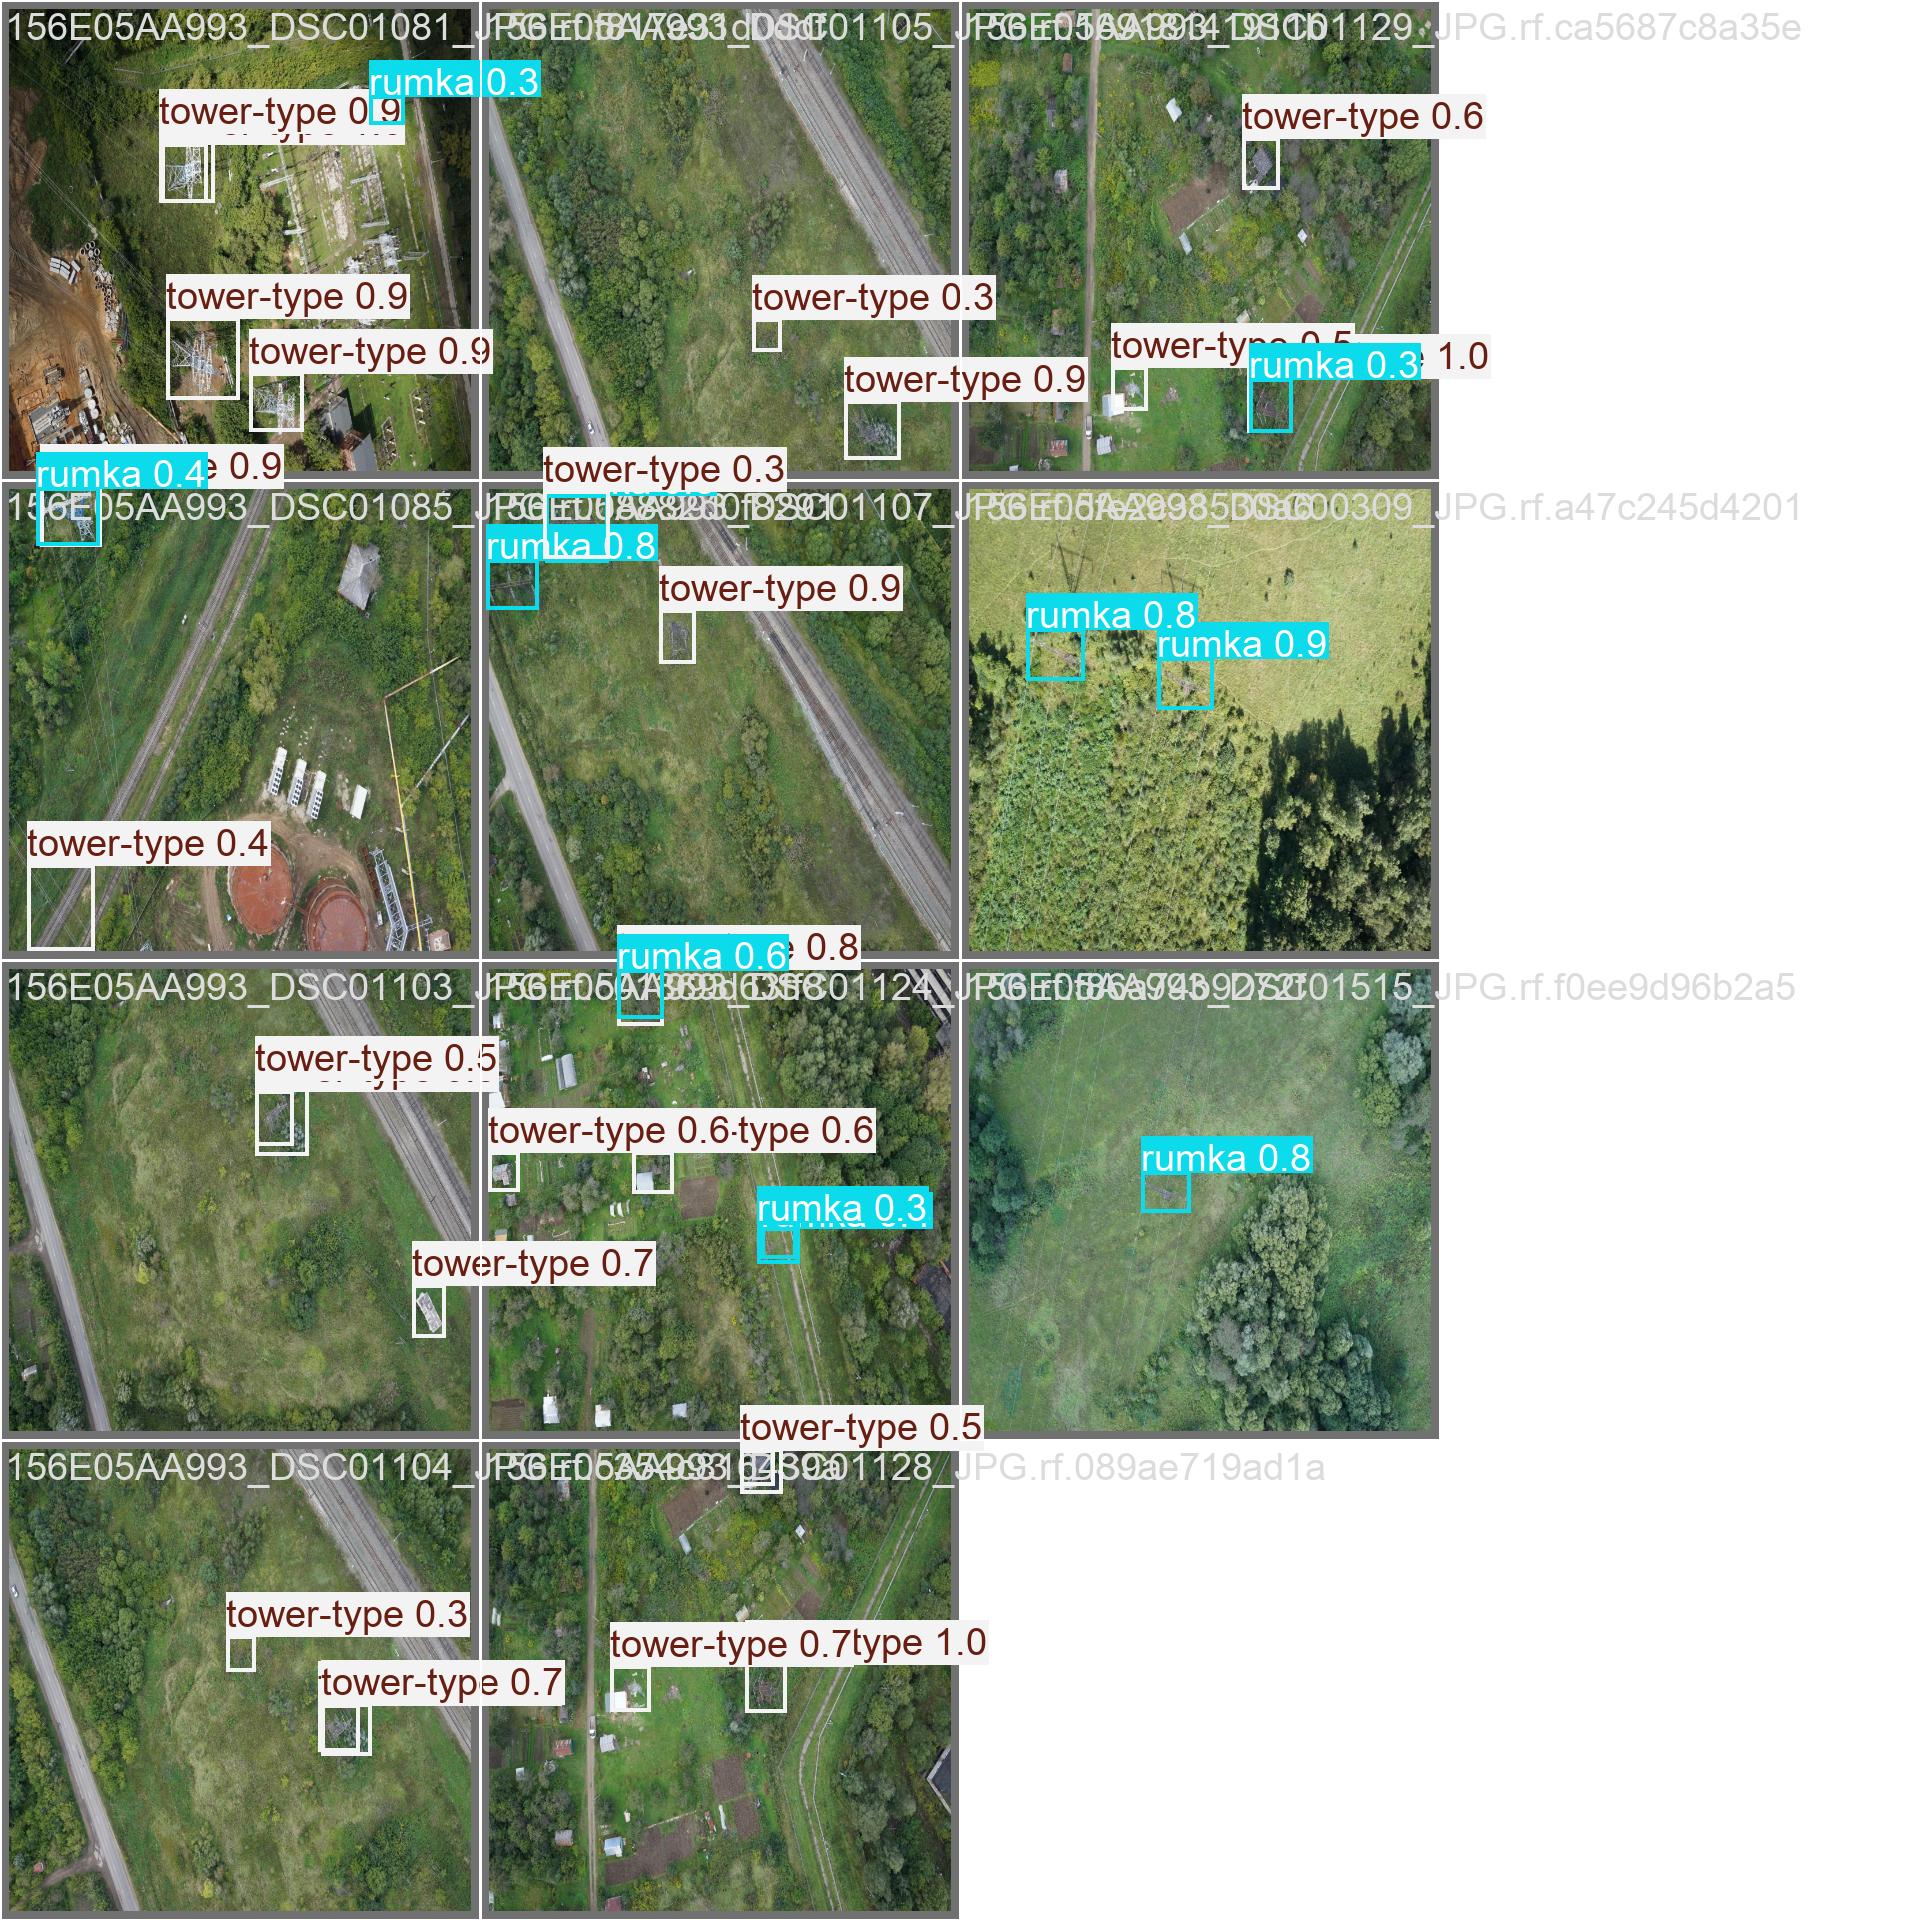 156E05AA993_DSC01081_
DSC01105_
DSC01129_JPG.rf.ca5687c8a35e
rumka 0.3
tower-type 0.9
tower-type 0.6
tower-type 0.9
tower-type 0.3
tower-type 0.9
tower-type 0.9
rumka 0.3
1.0
rumka 0.4
0.9
tower-type 0.3
156E05AA993_DSC01085_
DSC01107_
000309_JPG.rf.a47c245d4201
rumka 0.8
tower-type 0.9
rumka 0.8
rumka 0.9
tower-type 0.4
rumka 0.6
0.8
156E05AA993_DSC01103_
01124_
01515_JPG.rf.f0ee9d96b2a5
tower-type 0.5
tower-type 0.6
type 0.6
rumka 0.8
rumka 0.3
tower-type 0.7
tower-type 0.5
156E05AA993_DSC01104_
01128_JPG.rf.089ae719ad1a
tower-type 0.3
tower-type 0.7
type 1.0
tower-type 0.7